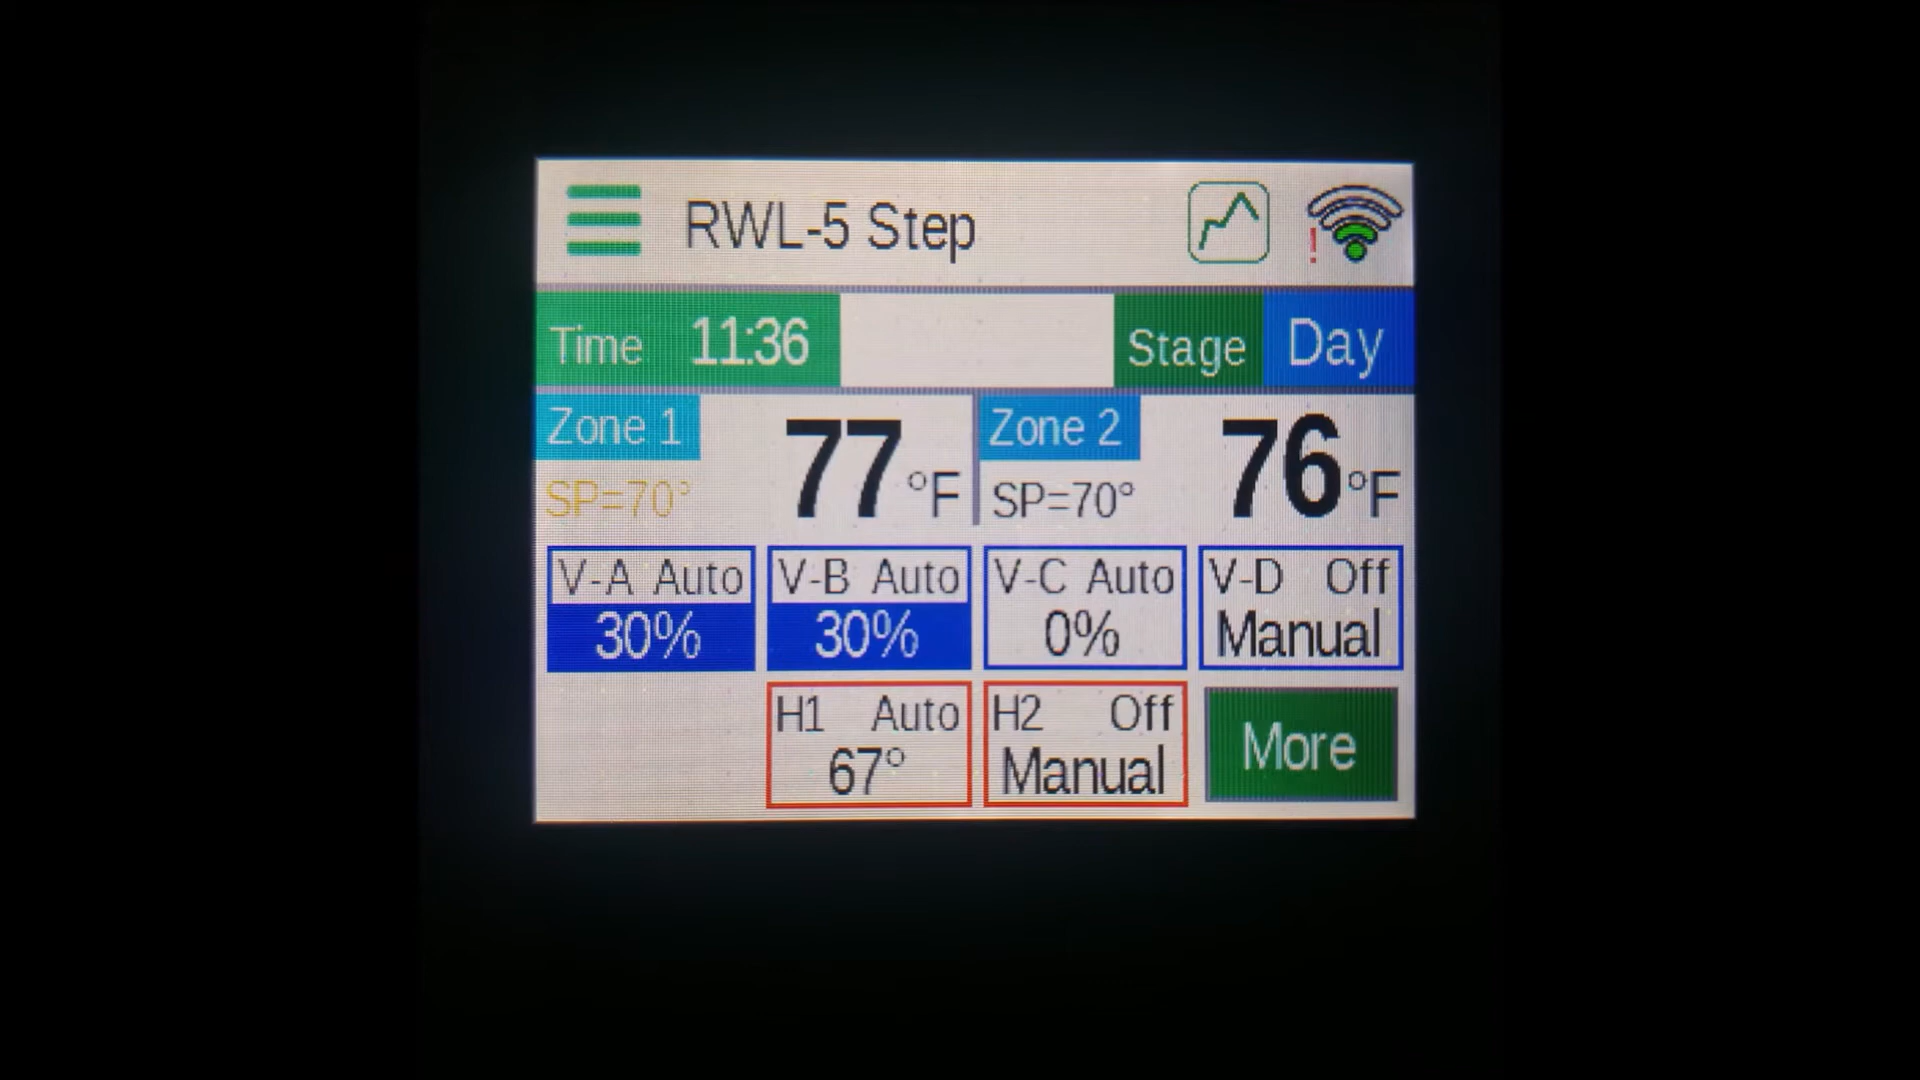 RWL-5 Step
!
Time 11:36 Stage Day
Zone 1 77 °F Zone 2 76 °F
SP=70° SP=70°
V-A Auto V-B Auto V-C Auto V-D Off
30% 30% 0% Manual
H1 Auto H2 Off
67° Manual More